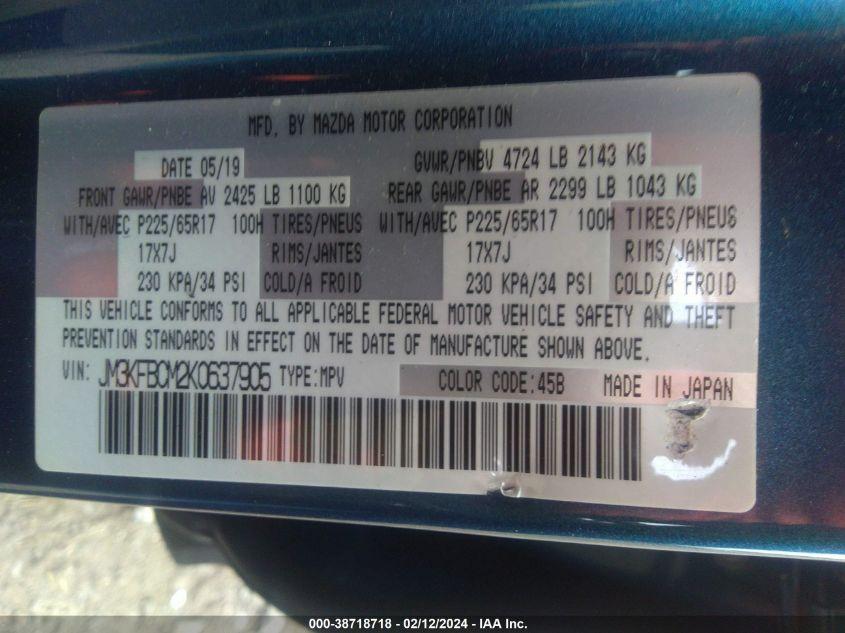 MFD. BY MAZDA MOTOR CORPORATION
DATE 05/19 GVWR/PNBV 4724 LB 2143 KG
FRONT GAWR/PNBE AV 2425 LB 1100 KG REAR GAWR/PNBE AR 2299 LB 1043 KG
WITH/AVEC P225/65R17 100H TIRES/PNEUS WITH/AVEC P225/65R17 100H TIRES/PNEUS
17X7J RIMS/JANTES 17X7J RIMS/JANTES
230 KPA/34 PSI COLD/A FROID 230 KPA/34 PSI COLD/A FROID
THIS VEHICLE CONFORMS TO ALL APPLICABLE FEDERAL MOTOR VEHICLE SAFETY AND THEFT
PREVENTION STANDARDS IN EFFECT ON THE DATE OF MANUFACTURE SHOWN ABOVE.
VIN: JM3KFBCM2K0637905 TYPE:MPV COLOR CODE:45B MADE IN JAPAN
000-38718718 - 02/12/2024 - IAA Inc.